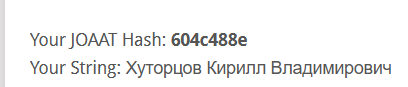 Your JOAAT Hash: 604c488e
Your String: Хуторцов Кирилл Владимирович